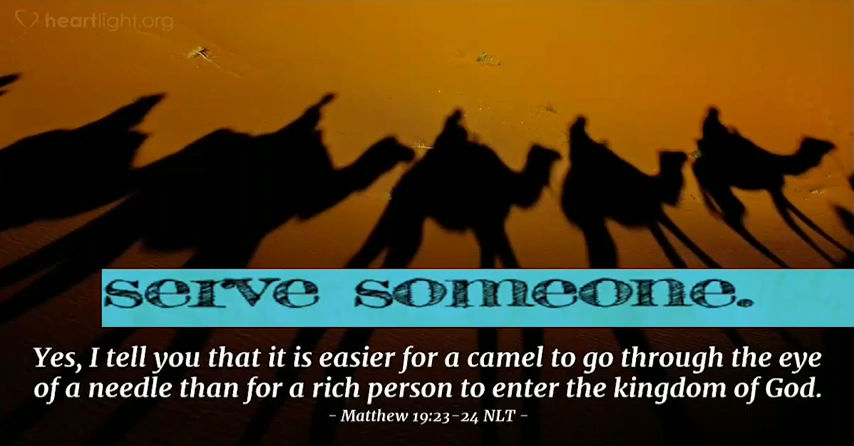 heartlight.org
serve someone.
Yes, I tell you that it is easier for a camel to go through the eye
of a needle than for a rich person to enter the kingdom of God.
- Matthew 19:23-24 NLT -